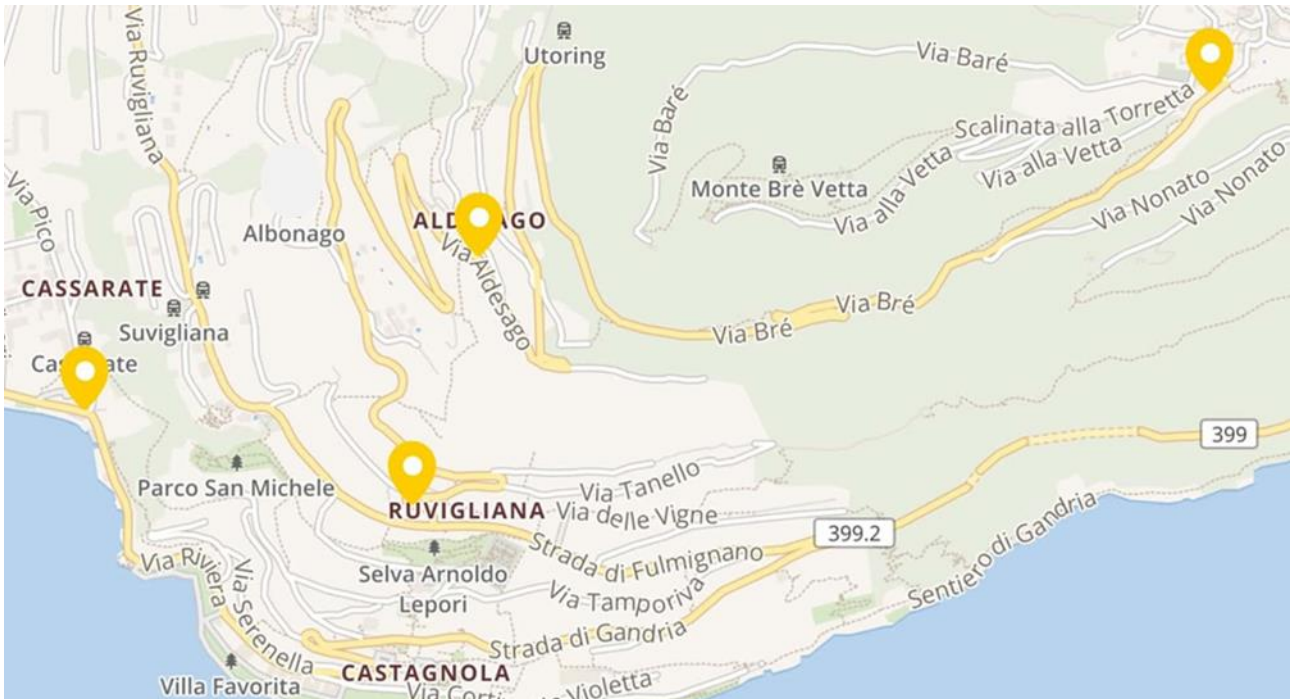 Utoring
Via Baré
Via Ruvigliana
Via Baré
Scalinata alla Torretta
Via alla Vetta
Monte Brè Vetta
Via alla Vetta
Via Nonato
Via Nonato
Via Pico
Albonago
Via Aldesago
CASSARATE
Suvigliana
Via Bré
Via Bré
399
Parco San Michele
Via Tanello
RUVIGLIANA
Via delle Vigne
399.2
Sentiero di Gandria
Strada di Fulmignano
Via Riviera
Selva Arnoldo
Lepori
Via Serenella
Via Tamporiva
Strada di Gandria
CASTAGNOLA
Villa Favorita
Violetta